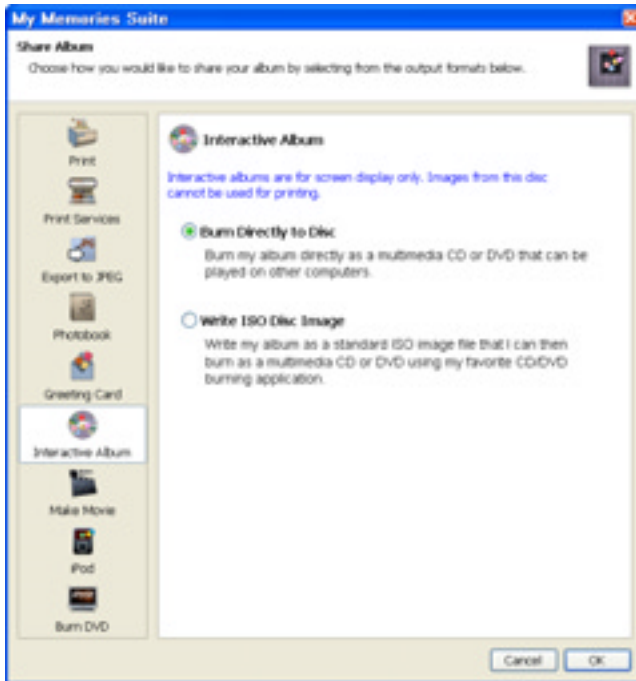 My Memories Suite
Share Album
Choose how you would like to share your album by selecting from the output formats below.
Print
Print Services
Export to JPEG
Photobook
Greeting Card
Interactive Album
Make Movie
iPod
Burn DVD
Interactive Album
Interactive albums are for screen display only. Images from this disc
cannot be used for printing.
Burn Directly to Disc
Burn my album directly as a multimedia CD or DVD that can be
played on other computers.
Write ISO Disc Image
Write my album as a standard ISO image file that I can then
burn as a multimedia CD or DVD using my favorite CD/DVD
burning application.
Cancel
OK